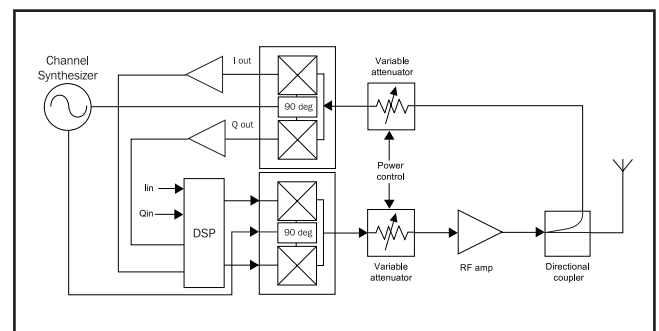 Channel
Synthesizer
I out
90 deg
Q out
Variable
attenuator
Power
control
Iin
Qin
DSP
90 deg
Variable
attenuator
RF amp
Directional
coupler